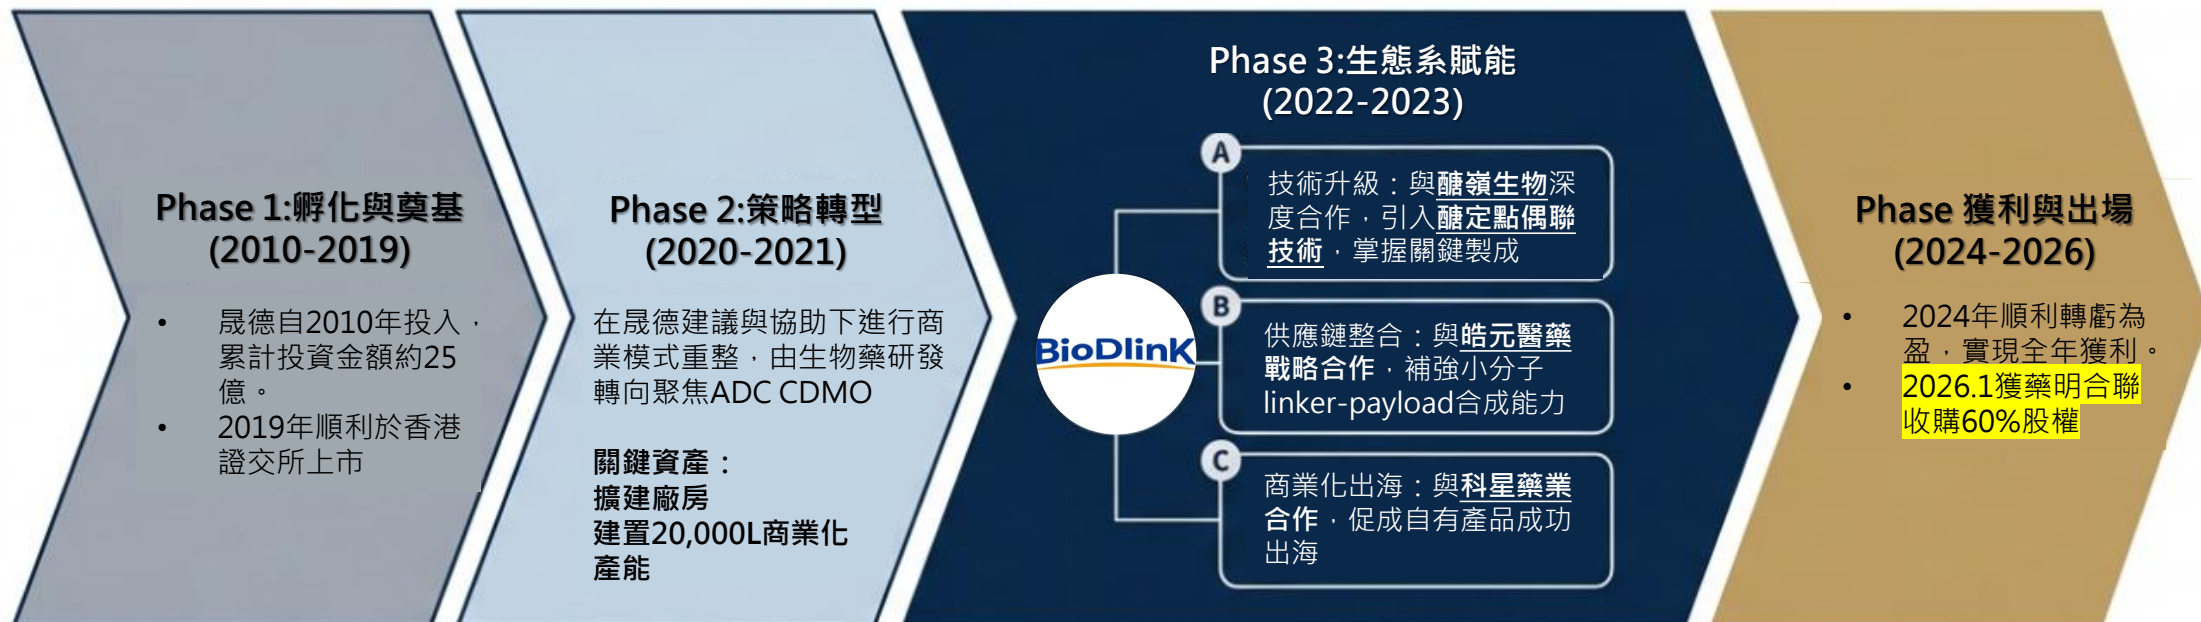 Phase 1:孵化與奠基
(2010-2019)
• 晟德自2010年投入，
累計投資金額約25
億。
• 2019年順利於香港
證交所上市
Phase 2:策略轉型
(2020-2021)
在晟德建議與協助下進行商
業模式重整，由生物藥研發
轉向聚焦ADC CDMO
關鍵資產：
擴建廠房
建置20,000L商業化
產能
Phase 3:生態系賦能
(2022-2023)
BioDlinK
A
技術升級：與醣嶺生物深
度合作，引入醣定點偶聯
技術，掌握關鍵製成
B
供應鏈整合：與皓元醫藥
戰略合作，補強小分子
linker-payload合成能力
C
商業化出海：與科星藥業
合作，促成自有產品成功
出海
Phase 獲利與出場
(2024-2026)
• 2024年順利轉虧為
盈，實現全年獲利。
• 2026.1獲藥明合聯
收購60%股權